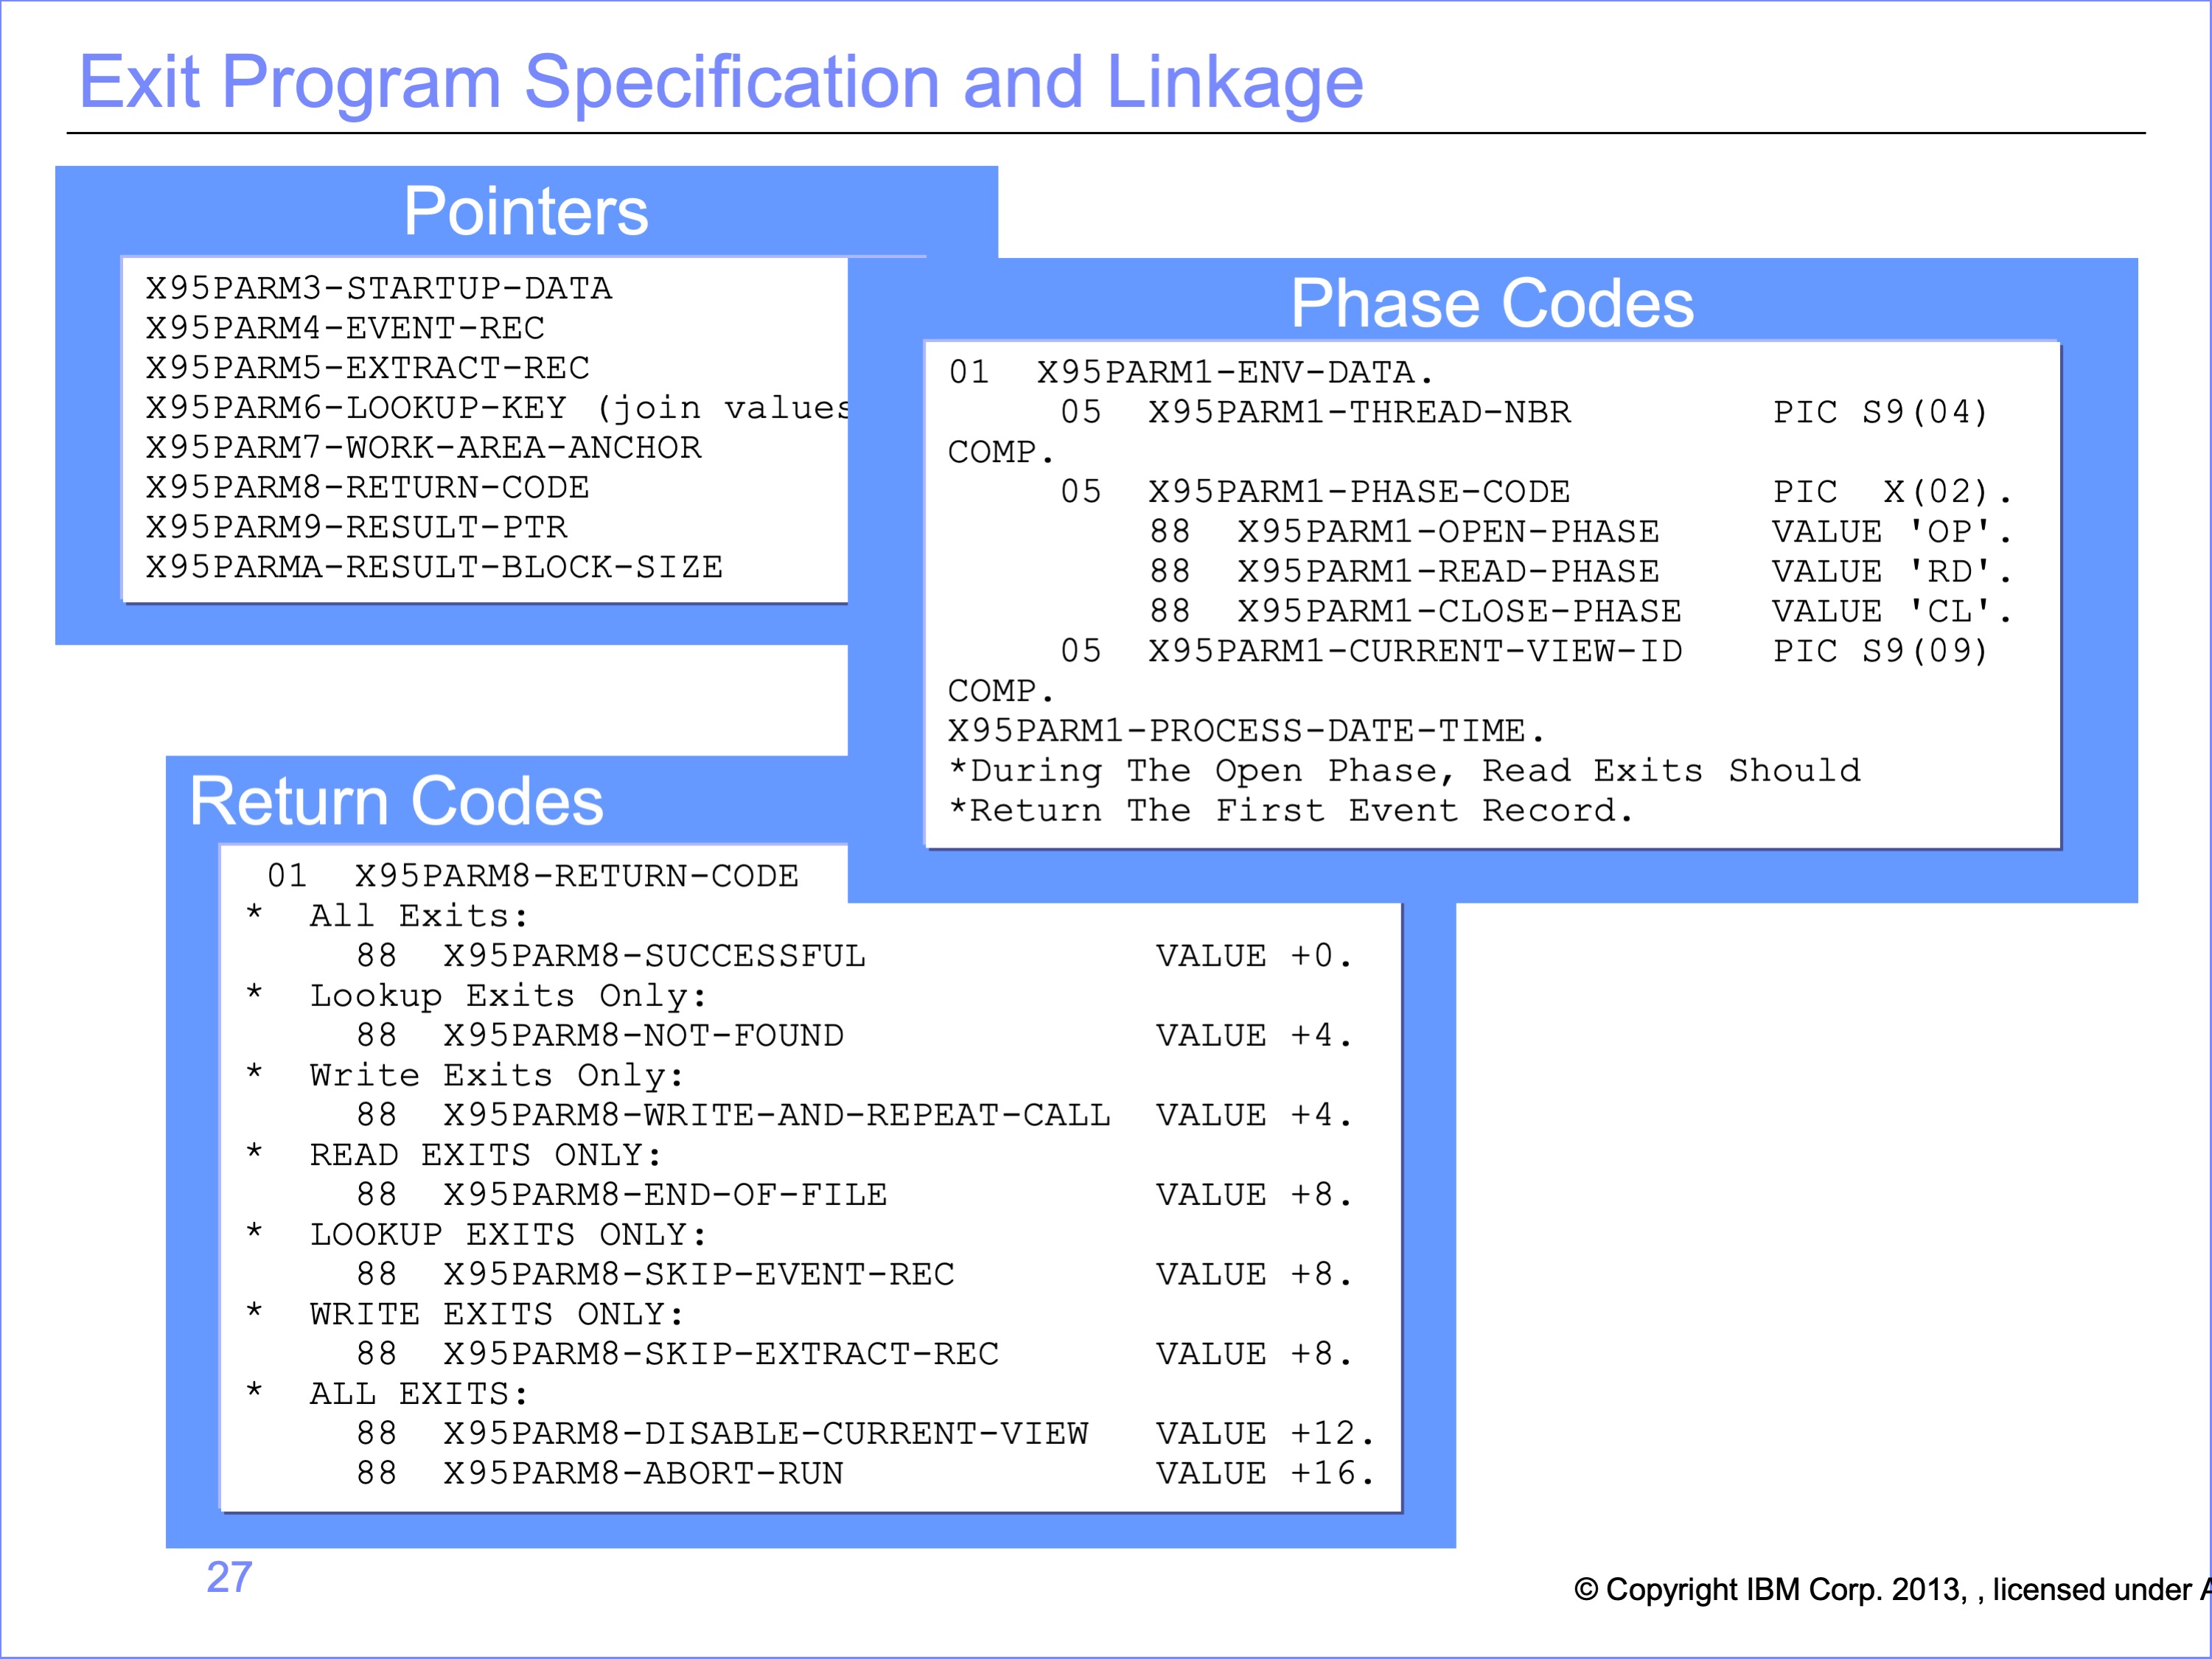 Exit Program Specification and Linkage
Pointers
X95PARM3-STARTUP-DATA
X95PARM4-EVENT-REC
X95PARM5-EXTRACT-REC
X95PARM6-LOOKUP-KEY (join values
X95PARM7-WORK-AREA-ANCHOR
X95PARM8-RETURN-CODE
X95PARM9-RESULT-PTR
X95PARMA-RESULT-BLOCK-SIZE
Phase Codes
01 X95PARM1-ENV-DATA.
05 X95PARM1-THREAD-NBR PIC S9(04)
COMP.
05 X95PARM1-PHASE-CODE PIC X(02).
88 X95PARM1-OPEN-PHASE VALUE 'OP'.
88 X95PARM1-READ-PHASE VALUE 'RD'.
88 X95PARM1-CLOSE-PHASE VALUE 'CL'.
05 X95PARM1-CURRENT-VIEW-ID PIC S9(09)
COMP.
X95PARM1-PROCESS-DATE-TIME.
*During The Open Phase, Read Exits Should
*Return The First Event Record.
Return Codes
01 X95PARM8-RETURN-CODE
* All Exits:
88 X95PARM8-SUCCESSFUL VALUE +0.
* Lookup Exits Only:
88 X95PARM8-NOT-FOUND VALUE +4.
* Write Exits Only:
88 X95PARM8-WRITE-AND-REPEAT-CALL VALUE +4.
* READ EXITS ONLY:
88 X95PARM8-END-OF-FILE VALUE +8.
* LOOKUP EXITS ONLY:
88 X95PARM8-SKIP-EVENT-REC VALUE +8.
* WRITE EXITS ONLY:
88 X95PARM8-SKIP-EXTRACT-REC VALUE +8.
* ALL EXITS:
88 X95PARM8-DISABLE-CURRENT-VIEW VALUE +12.
88 X95PARM8-ABORT-RUN VALUE +16.
27
© Copyright IBM Corp. 2013, , licensed under